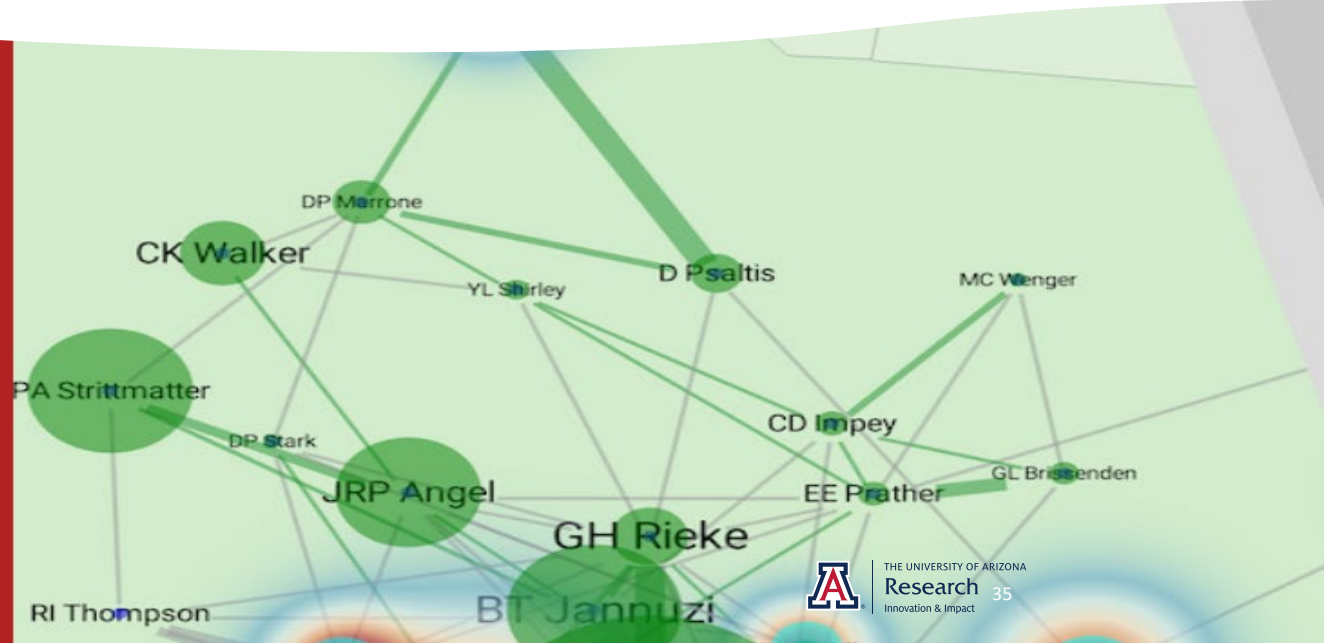 DP Marrone
CK Walker
D Psaltis
MC Wenger
YL Shirley
PA Strittmatter
CD Impey
DP Stark
GL Brissenden
JRP Angel
EE Prather
GH Rieke
BT Jannuzi
RI Thompson
THE UNIVERSITY OF ARIZONA
Research
Innovation & Impact
35